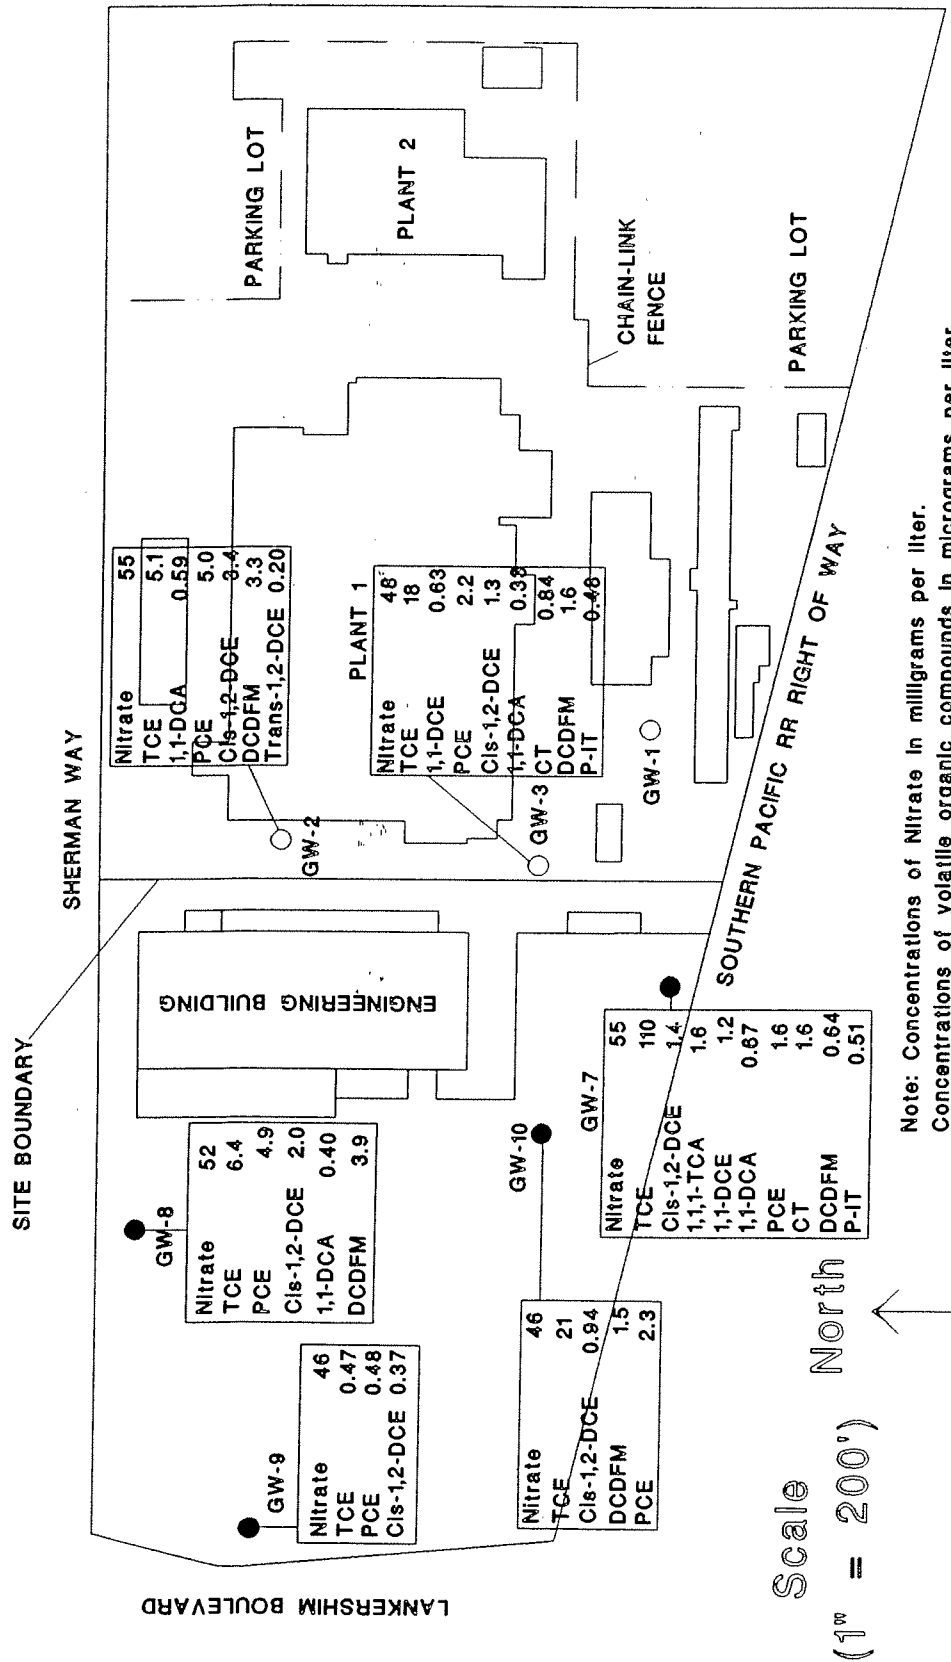 SITE BOUNDARY
SHERMAN WAY
LANKERSHIM BOULEVARD
GW-9
Nitrate 46
TCE 0.47
PCE 0.48
Cis-1,2-DCE 0.37
GW-8
Nitrate 52
TCE 6.4
PCE 4.9
Cis-1,2-DCE 2.0
1,1-DCA 0.40
DCDFM 3.9
ENGINEERING
BUILDING
GW-2
Nitrate 55
TCE 5.1
1,1-DCA 0.59
PCE 5.0
Cis-1,2-DCE 3.4
DCDFM 3.3
Trans-1,2-DCE 0.20
PARKING LOT
PLANT 2
PLANT 1
Nitrate 48
TCE 18
1,1-DCE 0.63
PCE 2.2
Cis-1,2-DCE 1.3
1,1-DCA 0.38
CT 0.84
DCDFM 1.6
P-IT 0.48
GW-3
GW-1
CHAIN-LINK
FENCE
PARKING LOT
GW-10
Nitrate 46
TCE 21
Cis-1,2-DCE 0.94
DCDFM 1.5
PCE 2.3
GW-7
Nitrate 55
TCE 110
Cis-1,2-DCE 1.4
1,1,1-TCA 1.6
1,1-DCE 1.2
1,1-DCA 0.67
PCE 1.6
CT 1.6
DCDFM 0.64
P-IT 0.51
SOUTHERN PACIFIC RR RIGHT OF WAY
Scale
(1" = 200')
North
Note: Concentrations of Nitrate in milligrams per liter.
Concentrations of volatile organic compounds in micrograms per liter